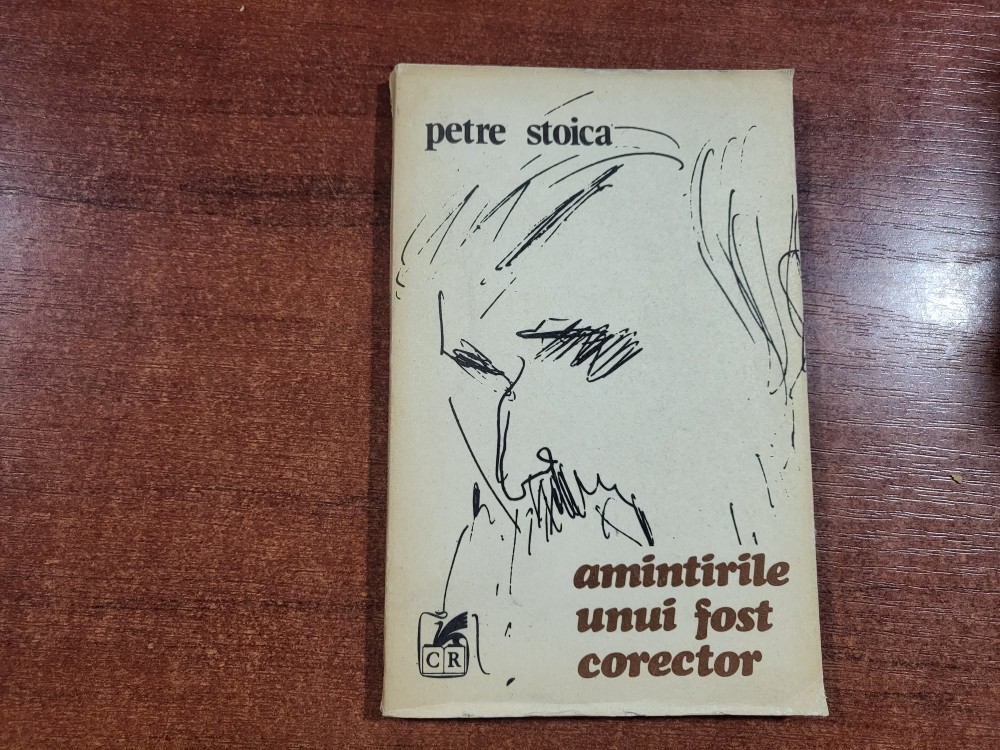 petre stoica
amintirile
unui fost
corector
CR